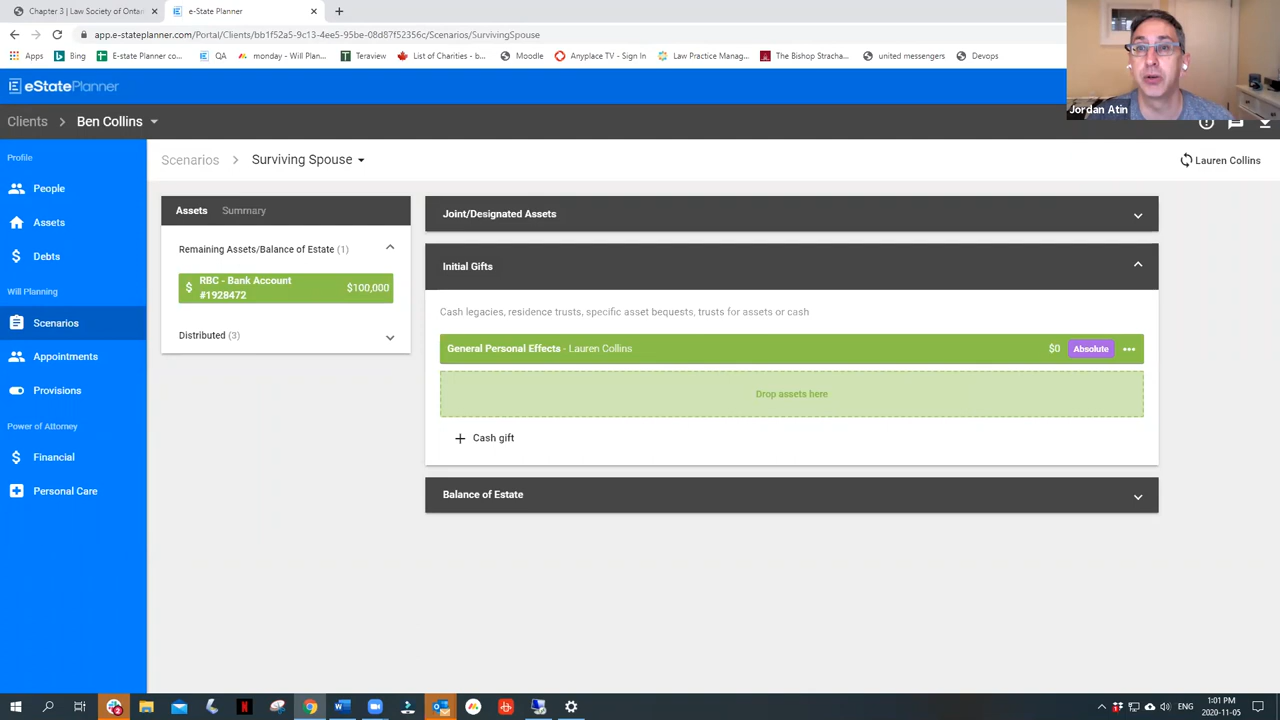 Chapter 3 | Law Society of Ontari
e-State Planner
app.e-stateplanner.com/Portal/Clients/bb1f52a5-9c13-4ee5-95be-08d87f52356c/Scenarios/SurvivingSpouse
Apps
Bing
E-state Planner co...
QA
monday - Will Plan...
Teraview
List of Charities - b...
Moodle
Anyplace TV - Sign In
Law Practice Manag...
The Bishop Stracha...
united messengers
Devops
eStatePlanner
Jordan Atin
Clients > Ben Collins
Profile
People
Assets
Debts
Will Planning
Scenarios
Appointments
Provisions
Power of Attorney
Financial
Personal Care
Scenarios > Surviving Spouse
Lauren Collins
Assets Summary
Remaining Assets/Balance of Estate (1)
$ RBC - Bank Account
#1928472
$100,000
Distributed (3)
Joint/Designated Assets
Initial Gifts
Cash legacies, residence trusts, specific asset bequests, trusts for assets or cash
General Personal Effects - Lauren Collins $0 Absolute
Drop assets here
+ Cash gift
Balance of Estate
1:01 PM
2020-11-05